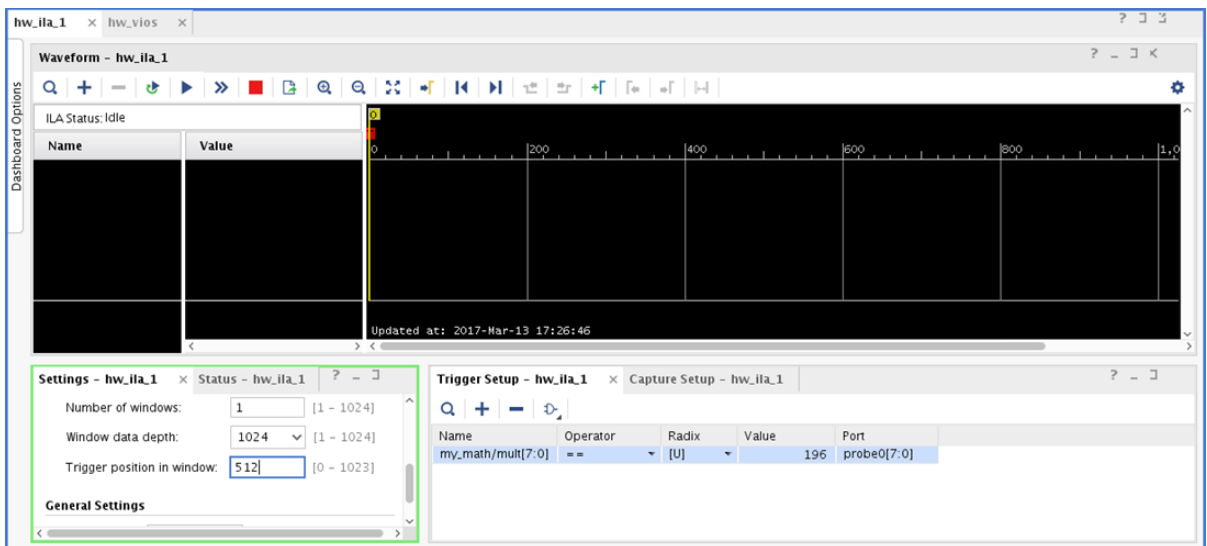 hw_ila_1 × hw_vios ×
Dashboard Options
Waveform - hw_ila_1
ILA Status: Idle
Name Value
0
0 200 400 600 800 1,0
Updated at: 2017-Mar-13 17:26:46
Settings - hw_ila_1 × Status - hw_ila_1
Number of windows: 1 [1 - 1024]
Window data depth: 1024 [1 - 1024]
Trigger position in window: 512 [0 - 1023]
General Settings
Trigger Setup - hw_ila_1 × Capture Setup - hw_ila_1
Name Operator Radix Value Port
my_math/mult[7:0] == [U] 196 probe0[7:0]